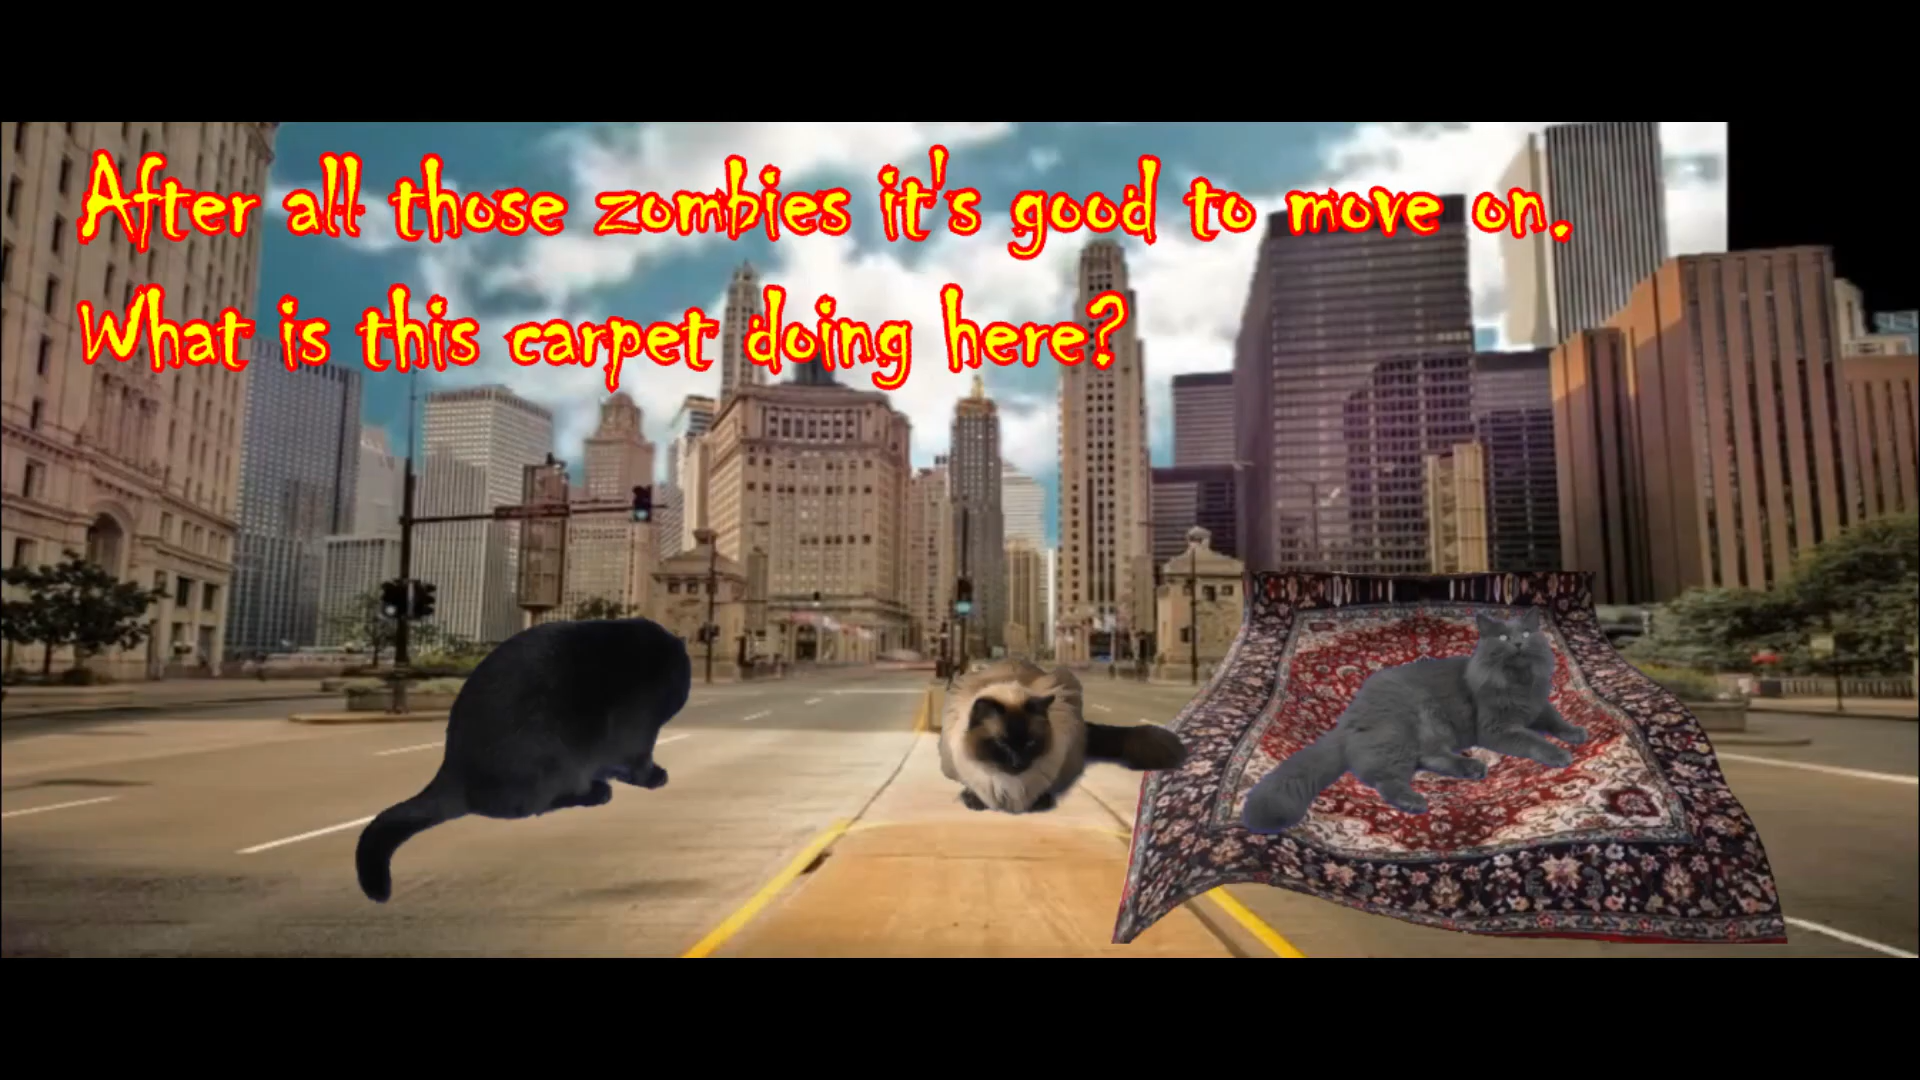 After all those zombies it's good to move on.
What is this carpet doing here?